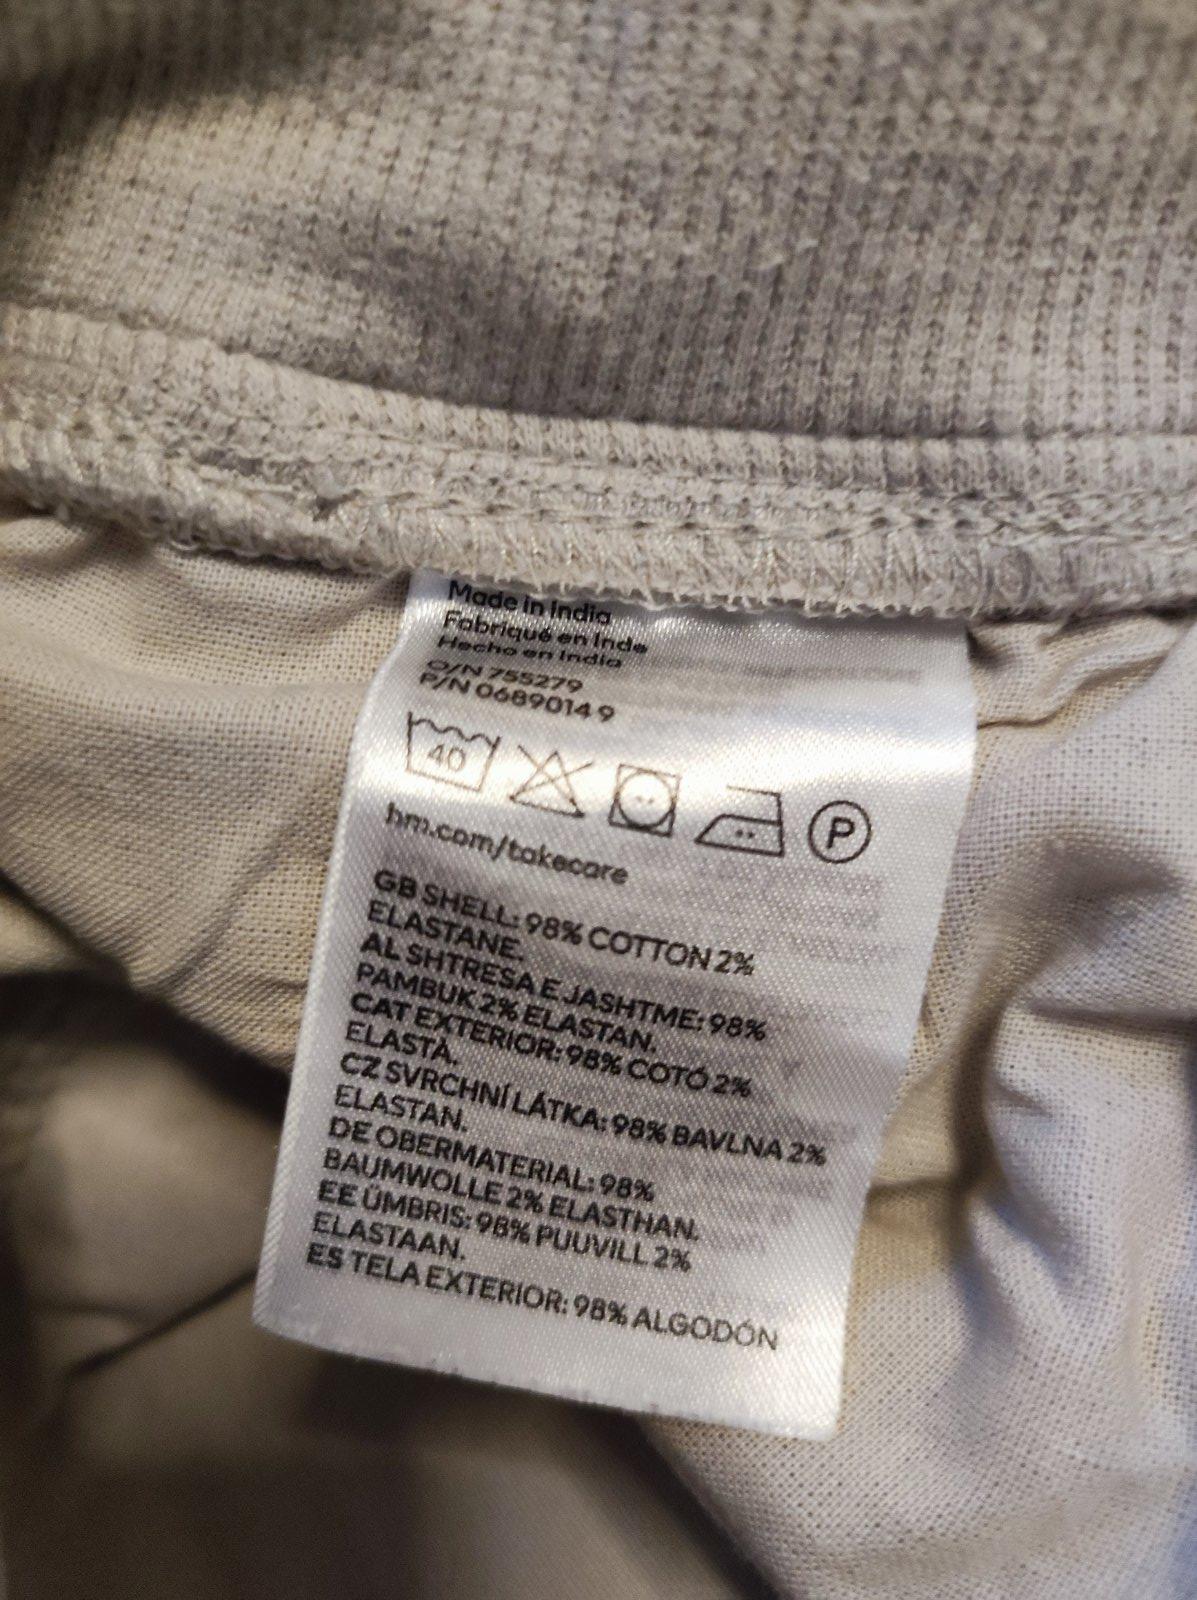 Made in India
Fabriqué en Inde
Hecho en India
O/N 755279
P/N 0689014 9
40
P
hm.com/takecare
GB SHELL: 98% COTTON 2%
ELASTANE.
AL SHTRESA E JASHTME: 98%
PAMBUK 2% ELASTAN.
CAT EXTERIOR: 98% COTÓ 2%
ELASTÀ.
CZ SVRCHNÍ LÁTKA: 98% BAVLNA 2%
ELASTAN.
DE OBERMATERIAL: 98%
BAUMWOLLE 2% ELASTHAN.
EE ÜMBRIS: 98% PUUVILL 2%
ELASTAAN.
ES TELA EXTERIOR: 98% ALGODÓN